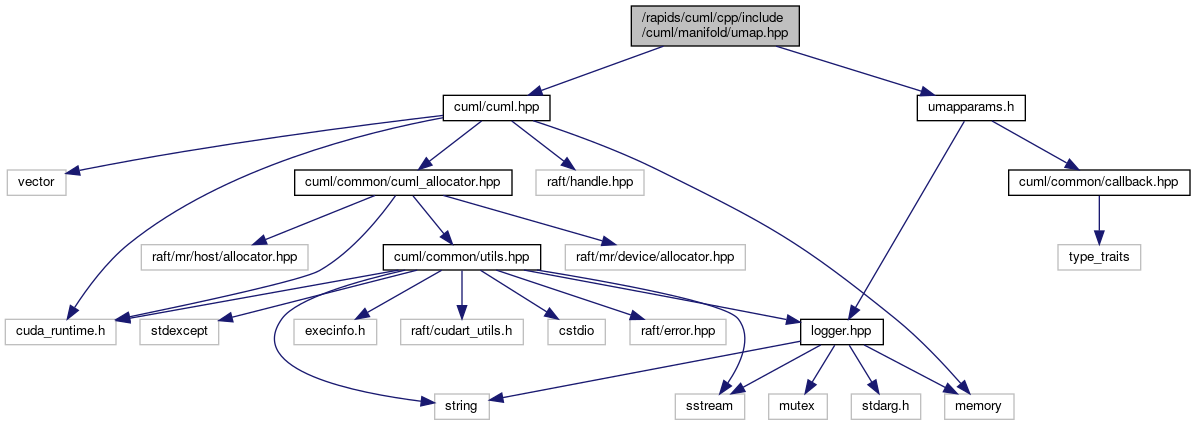 /rapids/cuml/cpp/include
/cuml/manifold/umap.hpp
cuml/cuml.hpp
umapparams.h
vector
cuml/common/cuml_allocator.hpp
raft/handle.hpp
cuml/common/callback.hpp
raft/mr/host/allocator.hpp
cuml/common/utils.hpp
raft/mr/device/allocator.hpp
type_traits
cuda_runtime.h
stdexcept
execinfo.h
raft/cudart_utils.h
cstdio
raft/error.hpp
logger.hpp
string
sstream
mutex
stdarg.h
memory